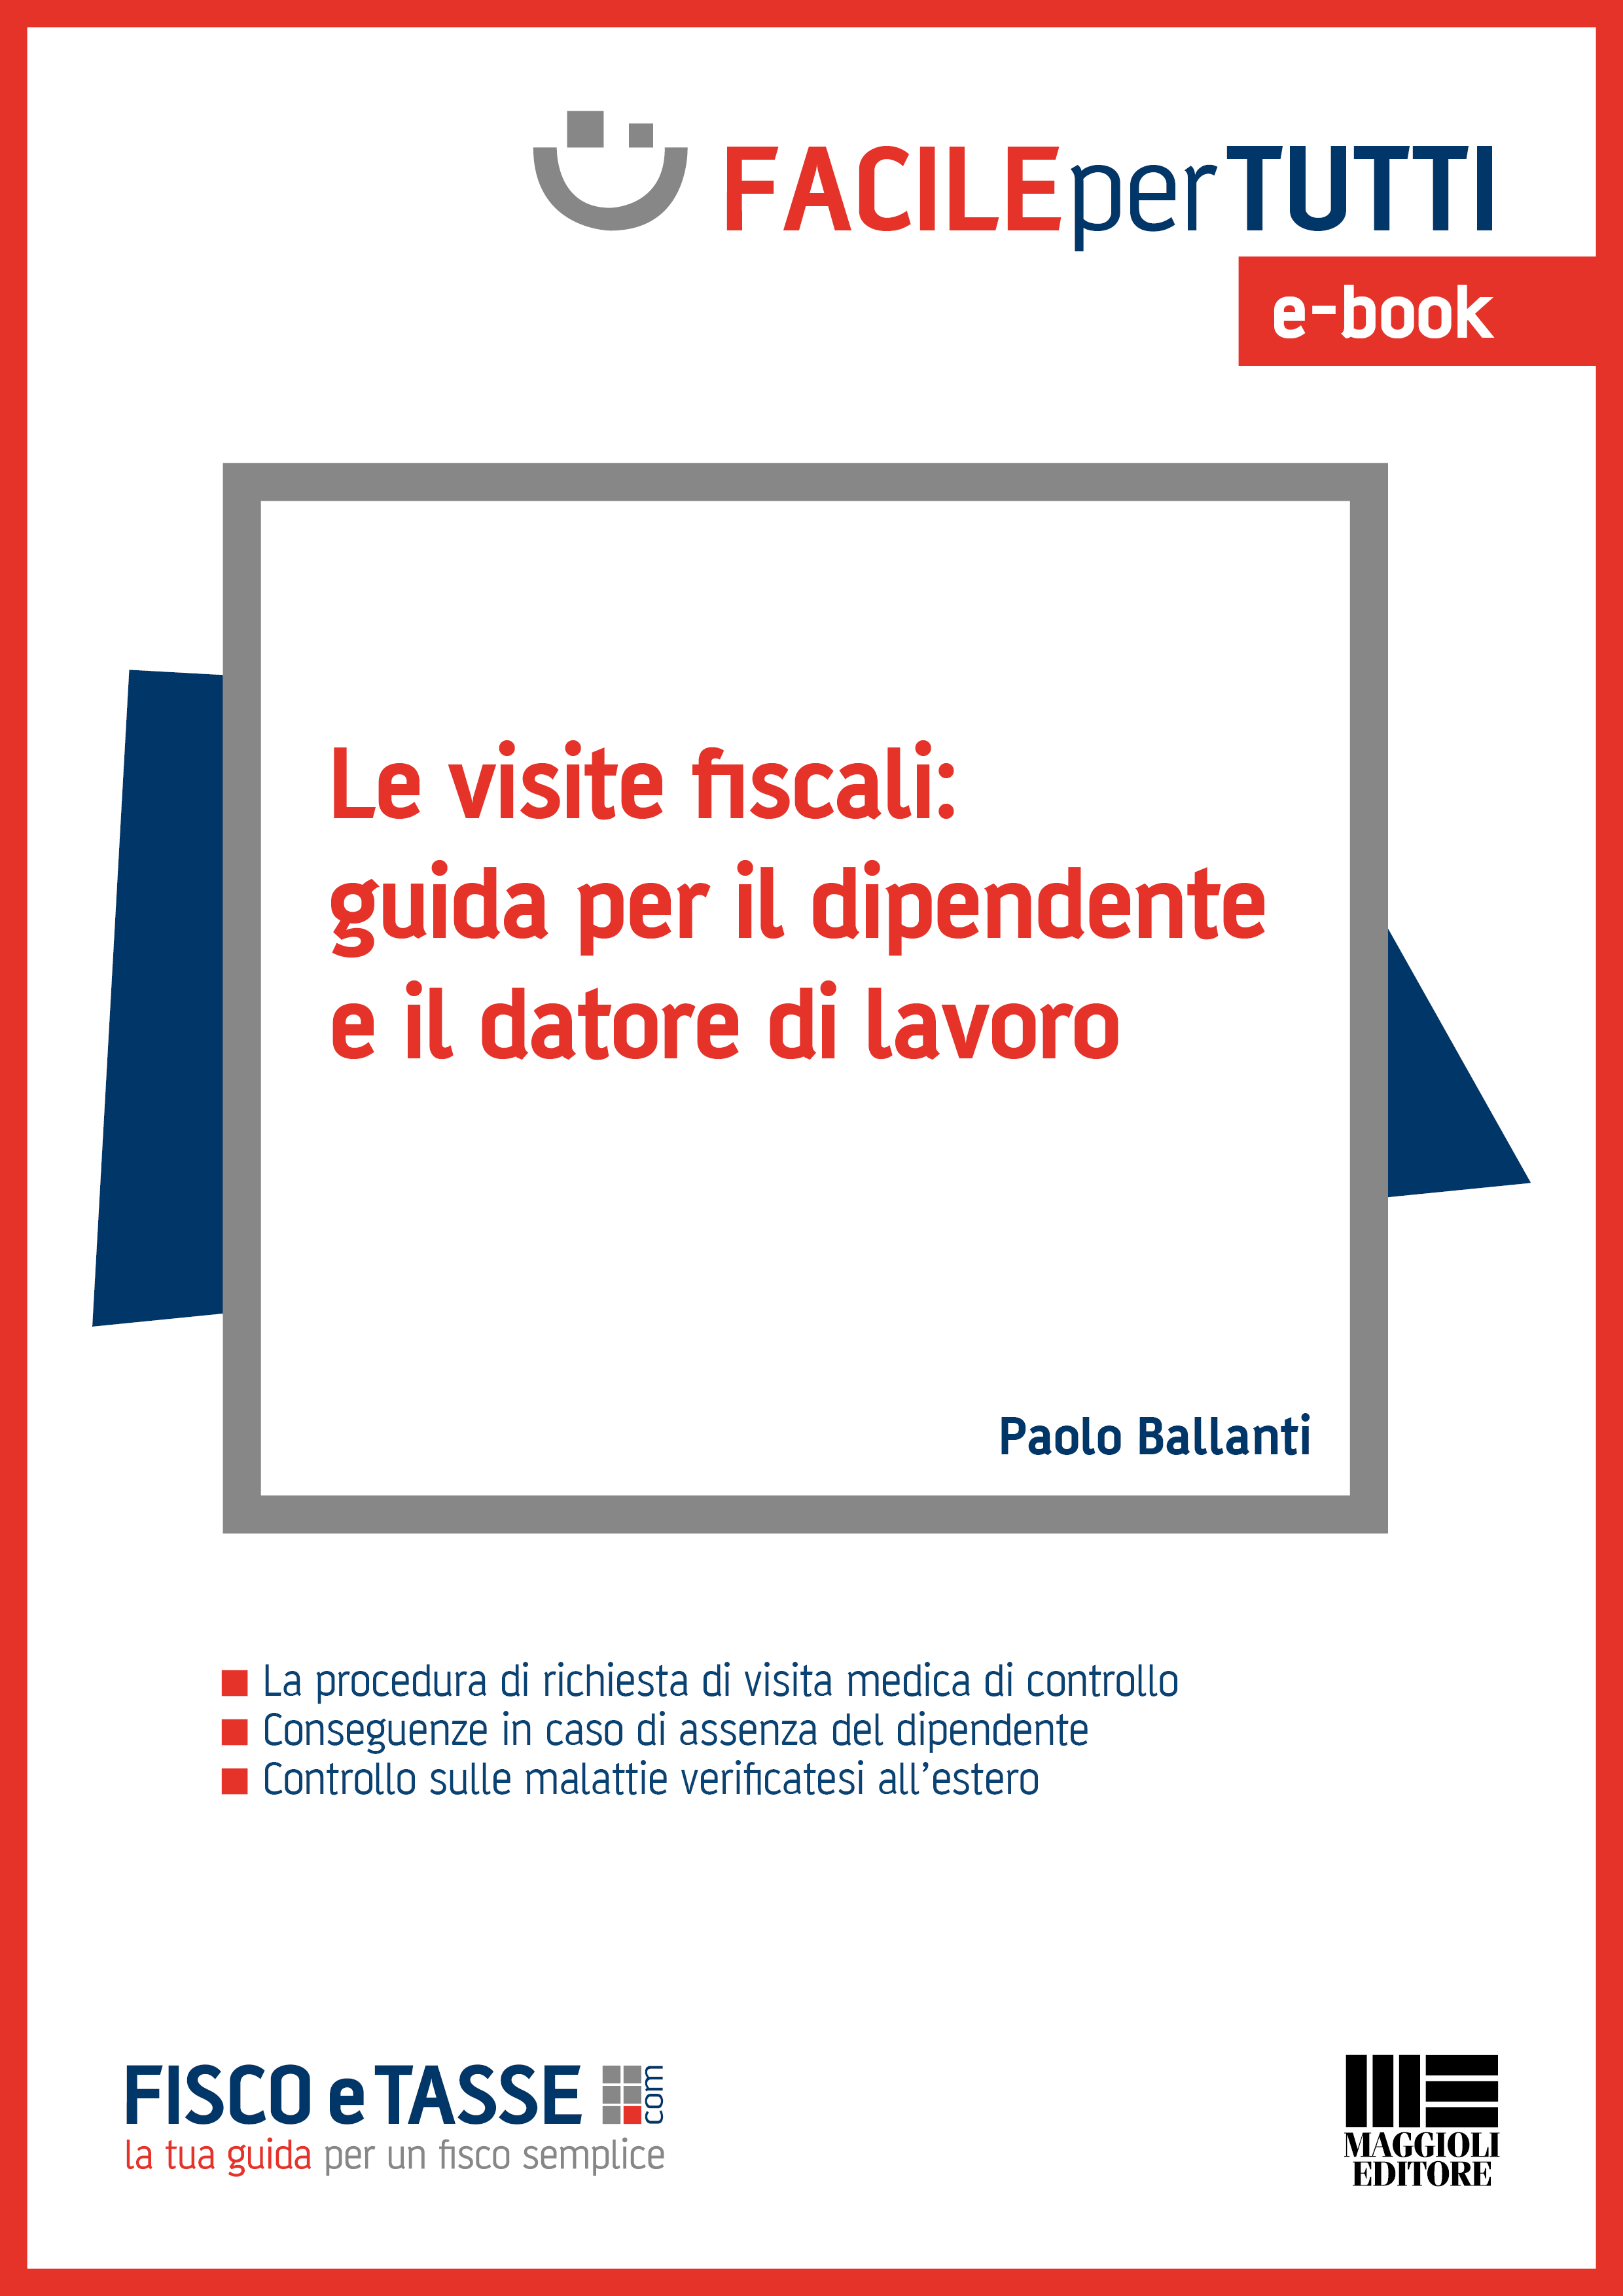 FACILEperTUTTI
e-book
Le visite fiscali:
guida per il dipendente
e il datore di lavoro
Paolo Ballanti
La procedura di richiesta di visita medica di controllo
Conseguenze in caso di assenza del dipendente
Controllo sulle malattie verificatesi all'estero
FISCO e TASSE .com
la tua guida per un fisco semplice
MAGGIOLI
EDITORE